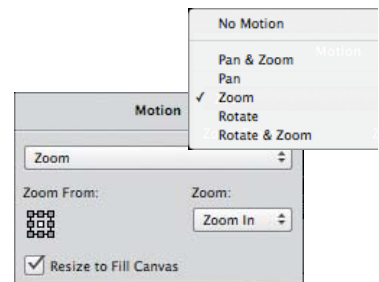 No Motion
Pan & Zoom
Pan
✓ Zoom
Rotate
Rotate & Zoom
Motion
Motion
Zoom
Zoom From:
Zoom:
Zoom In
Resize to Fill Canvas